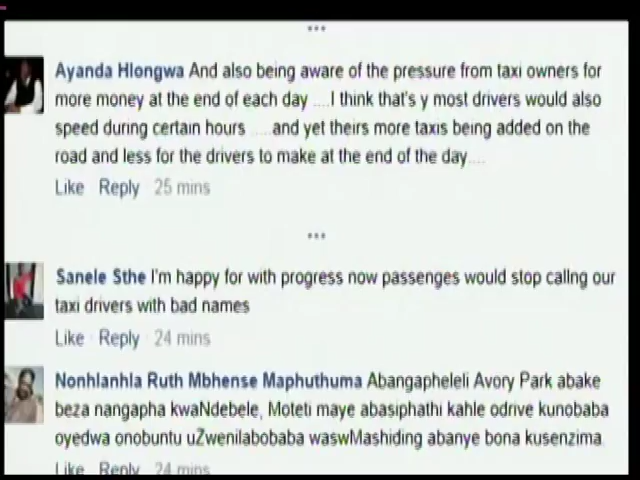 Ayanda Hlongwa And also being aware of the pressure from taxi owners for
more money at the end of each day ....I think that's y most drivers would also
speed during certain hours ....and yet theirs more taxis being added on the
road and less for the drivers to make at the end of the day....
Like Reply 25 mins
Sanele Sthe I'm happy for with progress now passenges would stop callng our
taxi drivers with bad names
Like Reply 24 mins
Nonhlanhla Ruth Mbhense Maphuthuma Abangapheleli Avory Park abake
beza nangapha kwaNdebele, Moteti maye abasiphathi kahle odrive kunobaba
oyedwa onobuntu uZwenilabobaba waswMashiding abanye bona kusenzima.
Like Reply 24 mins